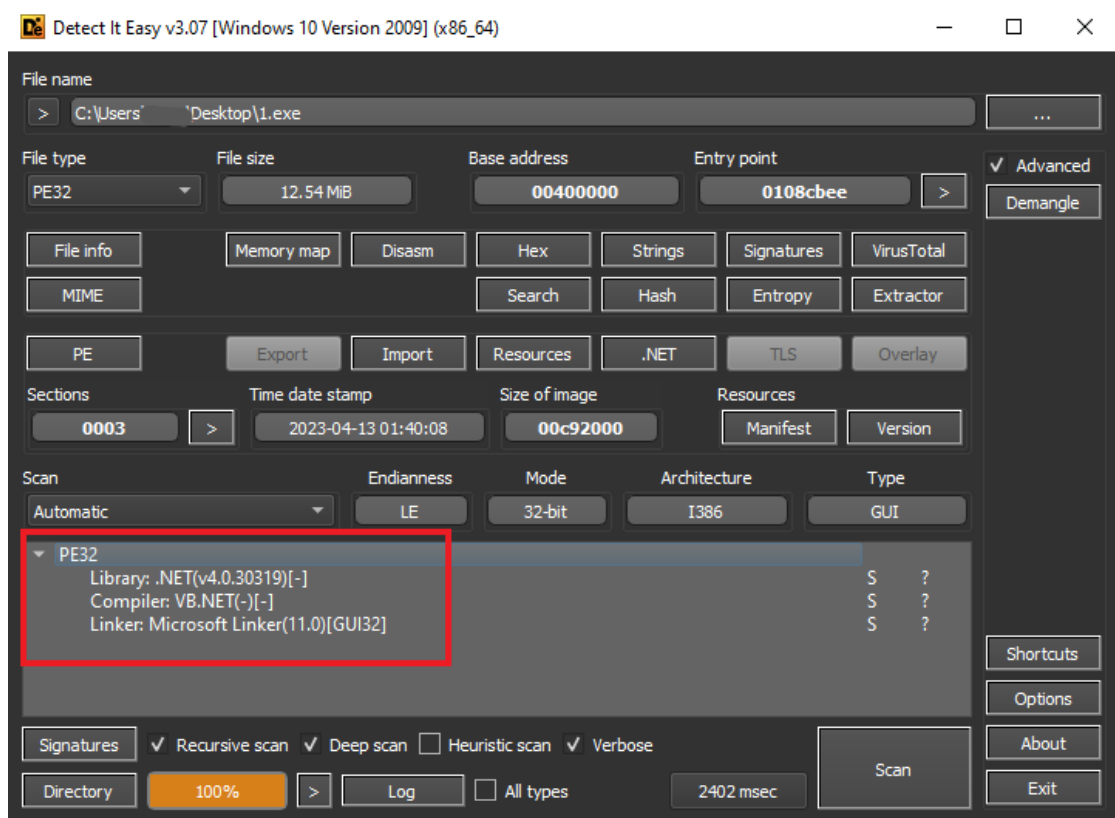 Detect It Easy v3.07 [Windows 10 Version 2009] (x86_64)
File name
> C:\Users\ \Desktop\1.exe ...
File type File size Base address Entry point Advanced
PE32 12.54 MiB 00400000 0108cbee > Demangle
File info Memory map Disasm Hex Strings Signatures VirusTotal
MIME Search Hash Entropy Extractor
PE Export Import Resources .NET TLS Overlay
Sections Time date stamp Size of image Resources
0003 > 2023-04-13 01:40:08 00c92000 Manifest Version
Scan Endianness Mode Architecture Type
Automatic LE 32-bit I386 GUI
PE32
Library: .NET(v4.0.30319)[-] S ?
Compiler: VB.NET(-)[-] S ?
Linker: Microsoft Linker(11.0)[GUI32] S ?
Shortcuts
Options
Signatures Recursive scan Deep scan Heuristic scan Verbose Scan About
Directory 100% > Log All types 2402 msec Exit